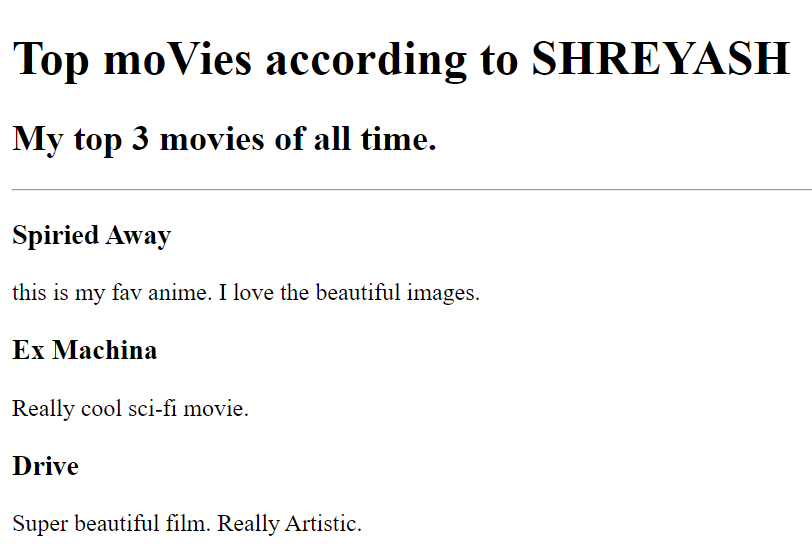 Top moVies according to SHREYASH
My top 3 movies of all time.
Spiried Away
this is my fav anime. I love the beautiful images.
Ex Machina
Really cool sci-fi movie.
Drive
Super beautiful film. Really Artistic.